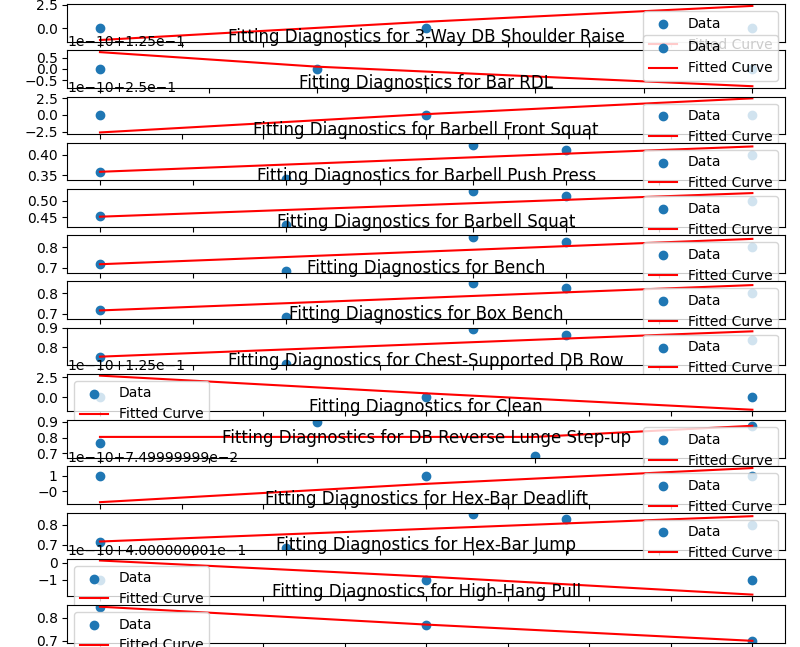 2.5
0.0
Data
Fitted Curve
1e−10+1.25e−1
Fitting Diagnostics for 3-Way DB Shoulder Raise
0.5
0.0
−0.5
Data
Fitted Curve
1e−10+2.5e−1
Fitting Diagnostics for Bar RDL
2.5
0.0
−2.5
Data
Fitted Curve
Fitting Diagnostics for Barbell Front Squat
0.40
0.35
Data
Fitted Curve
Fitting Diagnostics for Barbell Push Press
0.50
0.45
Data
Fitted Curve
Fitting Diagnostics for Barbell Squat
0.8
0.7
Data
Fitted Curve
Fitting Diagnostics for Bench
0.8
0.7
Data
Fitted Curve
Fitting Diagnostics for Box Bench
0.9
0.8
Data
Fitted Curve
1e−10+1.25e−1
Fitting Diagnostics for Chest-Supported DB Row
2.5
0.0
Data
Fitted Curve
Fitting Diagnostics for Clean
0.9
0.8
0.7
Data
Fitted Curve
1e−10+7.49999999e−2
Fitting Diagnostics for DB Reverse Lunge Step-up
1
−0
Data
Fitted Curve
Fitting Diagnostics for Hex-Bar Deadlift
0.8
0.7
Data
Fitted Curve
1e−10+4.000000001e−1
Fitting Diagnostics for Hex-Bar Jump
0
−1
Data
Fitted Curve
Fitting Diagnostics for High-Hang Pull
0.8
0.7
Data
Fitted Curve